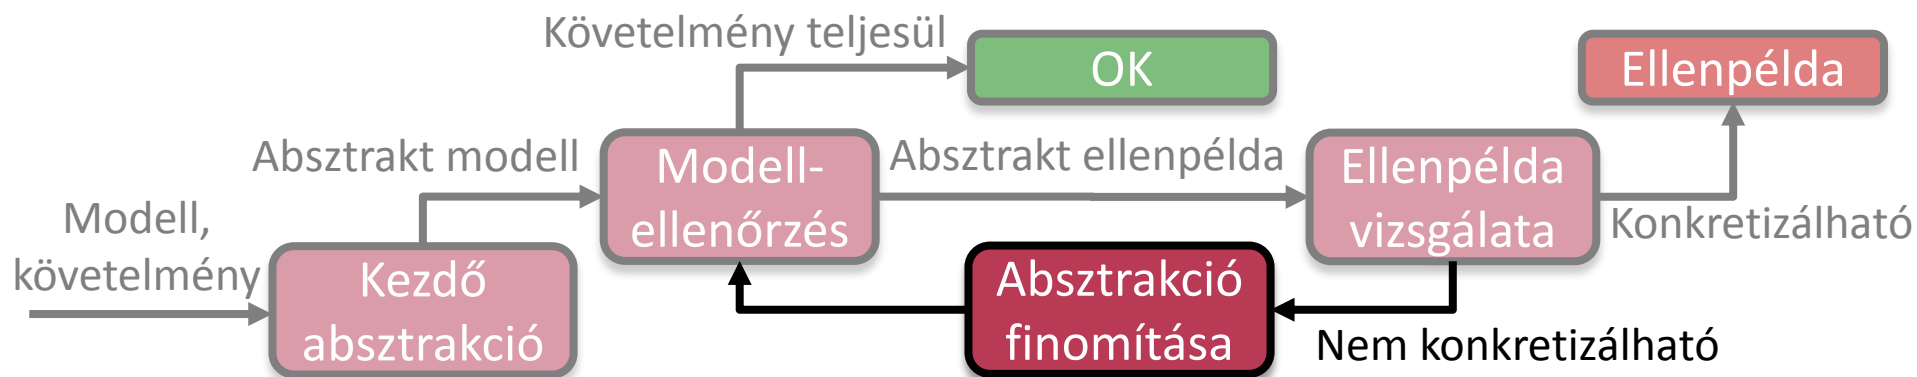 Követelmény teljesül
OK
Ellenpélda
Absztrakt modell
Modell-
ellenőrzés
Absztrakt ellenpélda
Ellenpélda
vizsgálata
Konkretizálható
Modell,
követelmény
Kezdő
absztrakció
Absztrakció
finomítása
Nem konkretizálható